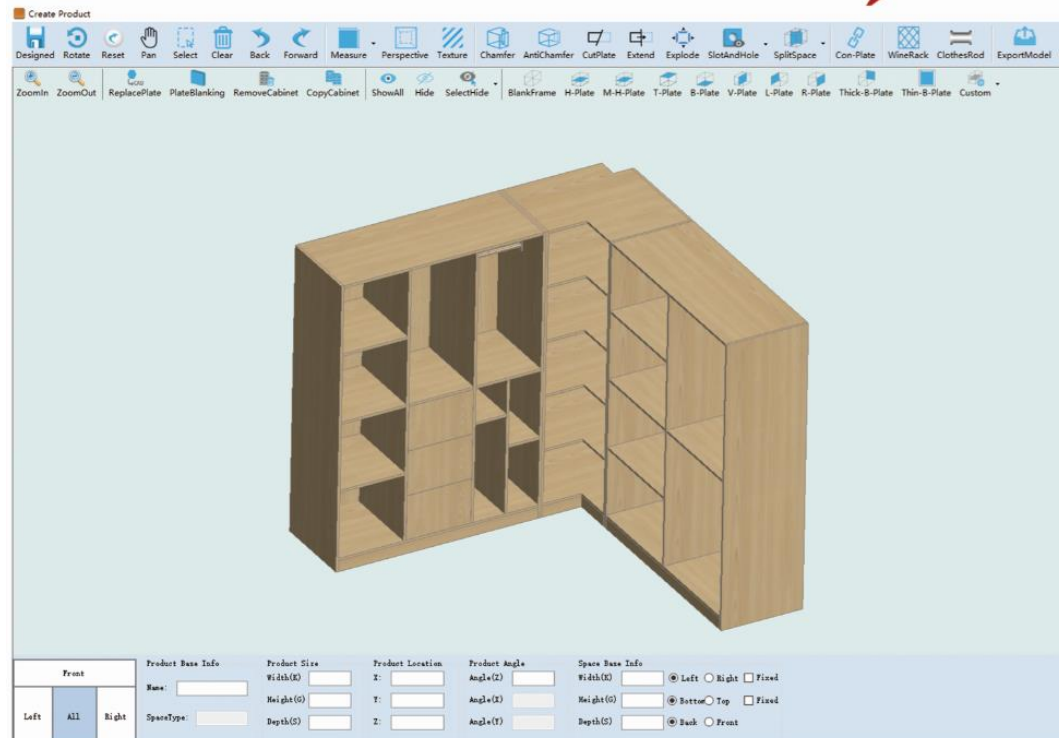 Create Product
Designed Rotate Reset Pan Select Clear Back Forward Measure Perspective Texture Chamfer AntiChamfer CutPlate Extend Explode SlotAndHole SplitSpace Con-Plate WineRack ClothesRod ExportModel
ZoomIn ZoomOut ReplacePlate PlateBlanking RemoveCabinet CopyCabinet ShowAll Hide SelectHide BlankFrame H-Plate M-H-Plate T-Plate B-Plate V-Plate L-Plate R-Plate Thick-B-Plate Thin-B-Plate Custom
Front
Left All Right
Product Base Info
Name:
SpaceType:
Product Size
Width(K)
Height(G)
Depth(S)
Product Location
X:
Y:
Z:
Product Angle
Angle(Z)
Angle(X)
Angle(Y)
Space Base Info
Width(K) Left Right Fixed
Height(G) Bottom Top Fixed
Depth(S) Back Front